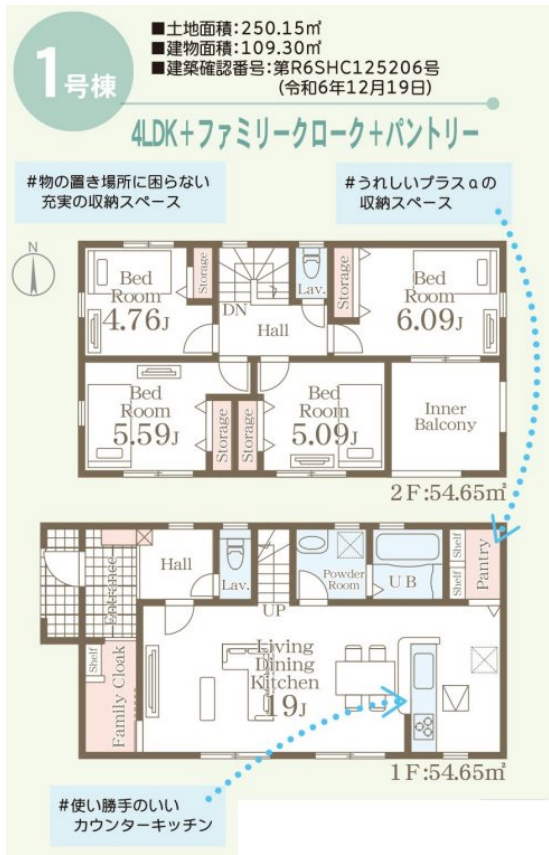 1号棟
■土地面積:250.15㎡
■建物面積:109.30㎡
■建築確認番号:第R6SHC125206号
(令和6年12月19日)
4LDK+ファミリークローク+パントリー
#物の置き場所に困らない
充実の収納スペース
#うれしいプラスαの
収納スペース
N
Bed
Room
4.76J
Storage
DN
Lav.
Hall
Storage
Bed
Room
6.09J
Bed
Room
5.59J
Storage
Storage
Bed
Room
5.09J
Inner
Balcony
2F:54.65㎡
Entrance
Hall
Lav.
UP
Powder
Room
UB
Shelf
Shelf
Pantry
Shelf
Family Cloak
Living
Dining
Kitchen
19J
1F:54.65㎡
#使い勝手のいい
カウンターキッチン